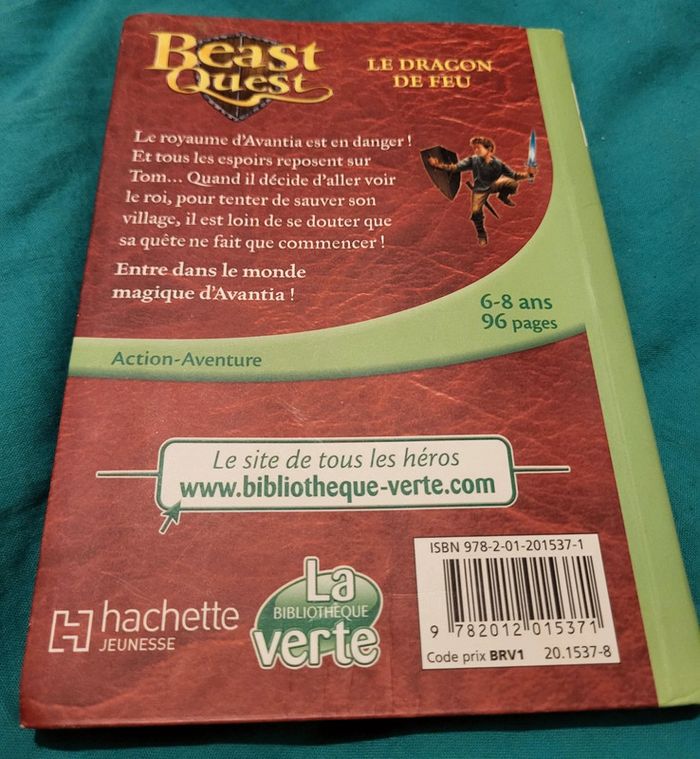 Beast
Quest
LE DRAGON
DE FEU
Le royaume d'Avantia est en danger !
Et tous les espoirs reposent sur
Tom... Quand il décide d'aller voir
le roi, pour tenter de sauver son
village, il est loin de se douter que
sa quête ne fait que commencer !
Entre dans le monde
magique d'Avantia !
6-8 ans
96 pages
Action-Aventure
Le site de tous les héros
www.bibliotheque-verte.com
hachette
JEUNESSE
La
BIBLIOTHÈQUE
verte
ISBN 978-2-01-201537-1
9 782012 015371
Code prix BRV1 20.1537-8